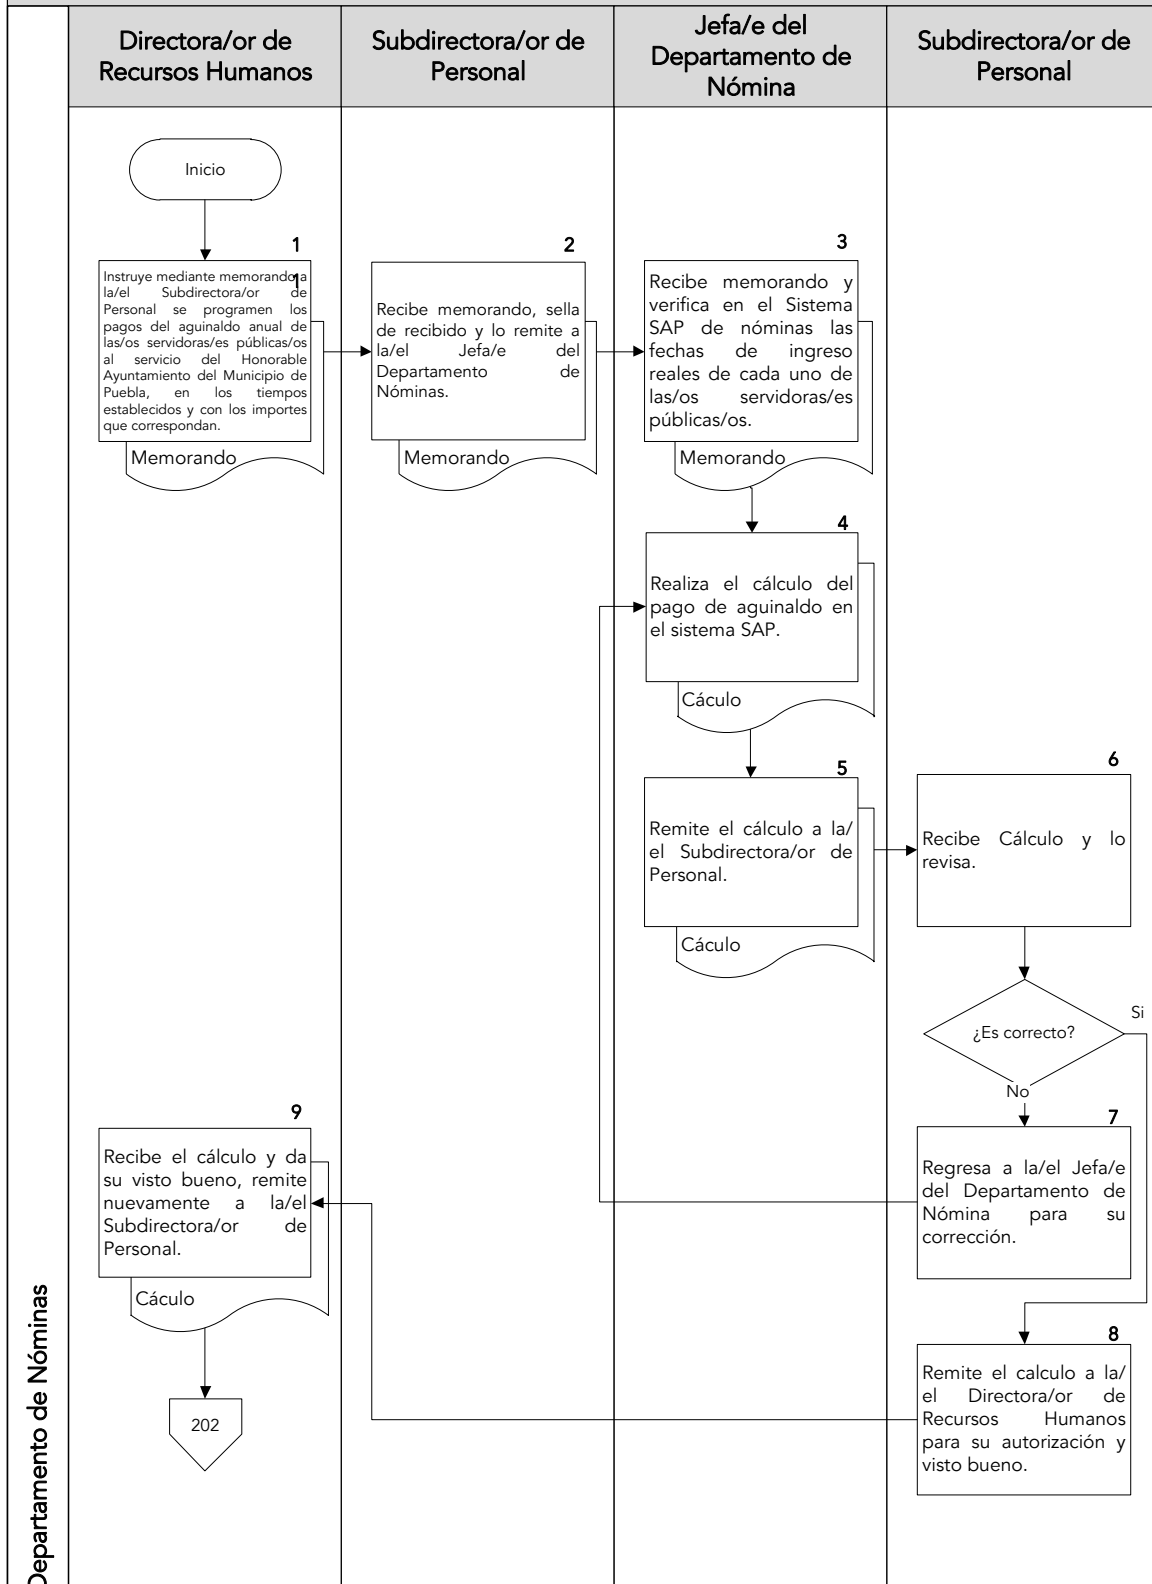 Directora/or de
Recursos Humanos
Subdirectora/or de
Personal
Jefa/e del
Departamento de
Nómina
Subdirectora/or de
Personal
Departamento de Nóminas
Inicio
1
1
Instruye mediante memorando a
la/el Subdirectora/or de
Personal se programen los
pagos del aguinaldo anual de
las/os servidoras/es públicas/os
al servicio del Honorable
Ayuntamiento del Municipio de
Puebla, en los tiempos
establecidos y con los importes
que correspondan.
Memorando
2
Recibe memorando, sella
de recibido y lo remite a
la/el Jefa/e del
Departamento de
Nóminas.
Memorando
3
Recibe memorando y
verifica en el Sistema
SAP de nóminas las
fechas de ingreso
reales de cada uno de
las/os servidoras/es
públicas/os.
Memorando
4
Realiza el cálculo del
pago de aguinaldo en
el sistema SAP.
Cáculo
5
Remite el cálculo a la/
el Subdirectora/or de
Personal.
Cáculo
6
Recibe Cálculo y lo
revisa.
¿Es correcto?
Si
No
7
Regresa a la/el Jefa/e
del Departamento de
Nómina para su
corrección.
8
Remite el calculo a la/
el Directora/or de
Recursos Humanos
para su autorización y
visto bueno.
9
Recibe el cálculo y da
su visto bueno, remite
nuevamente a la/el
Subdirectora/or de
Personal.
Cáculo
202